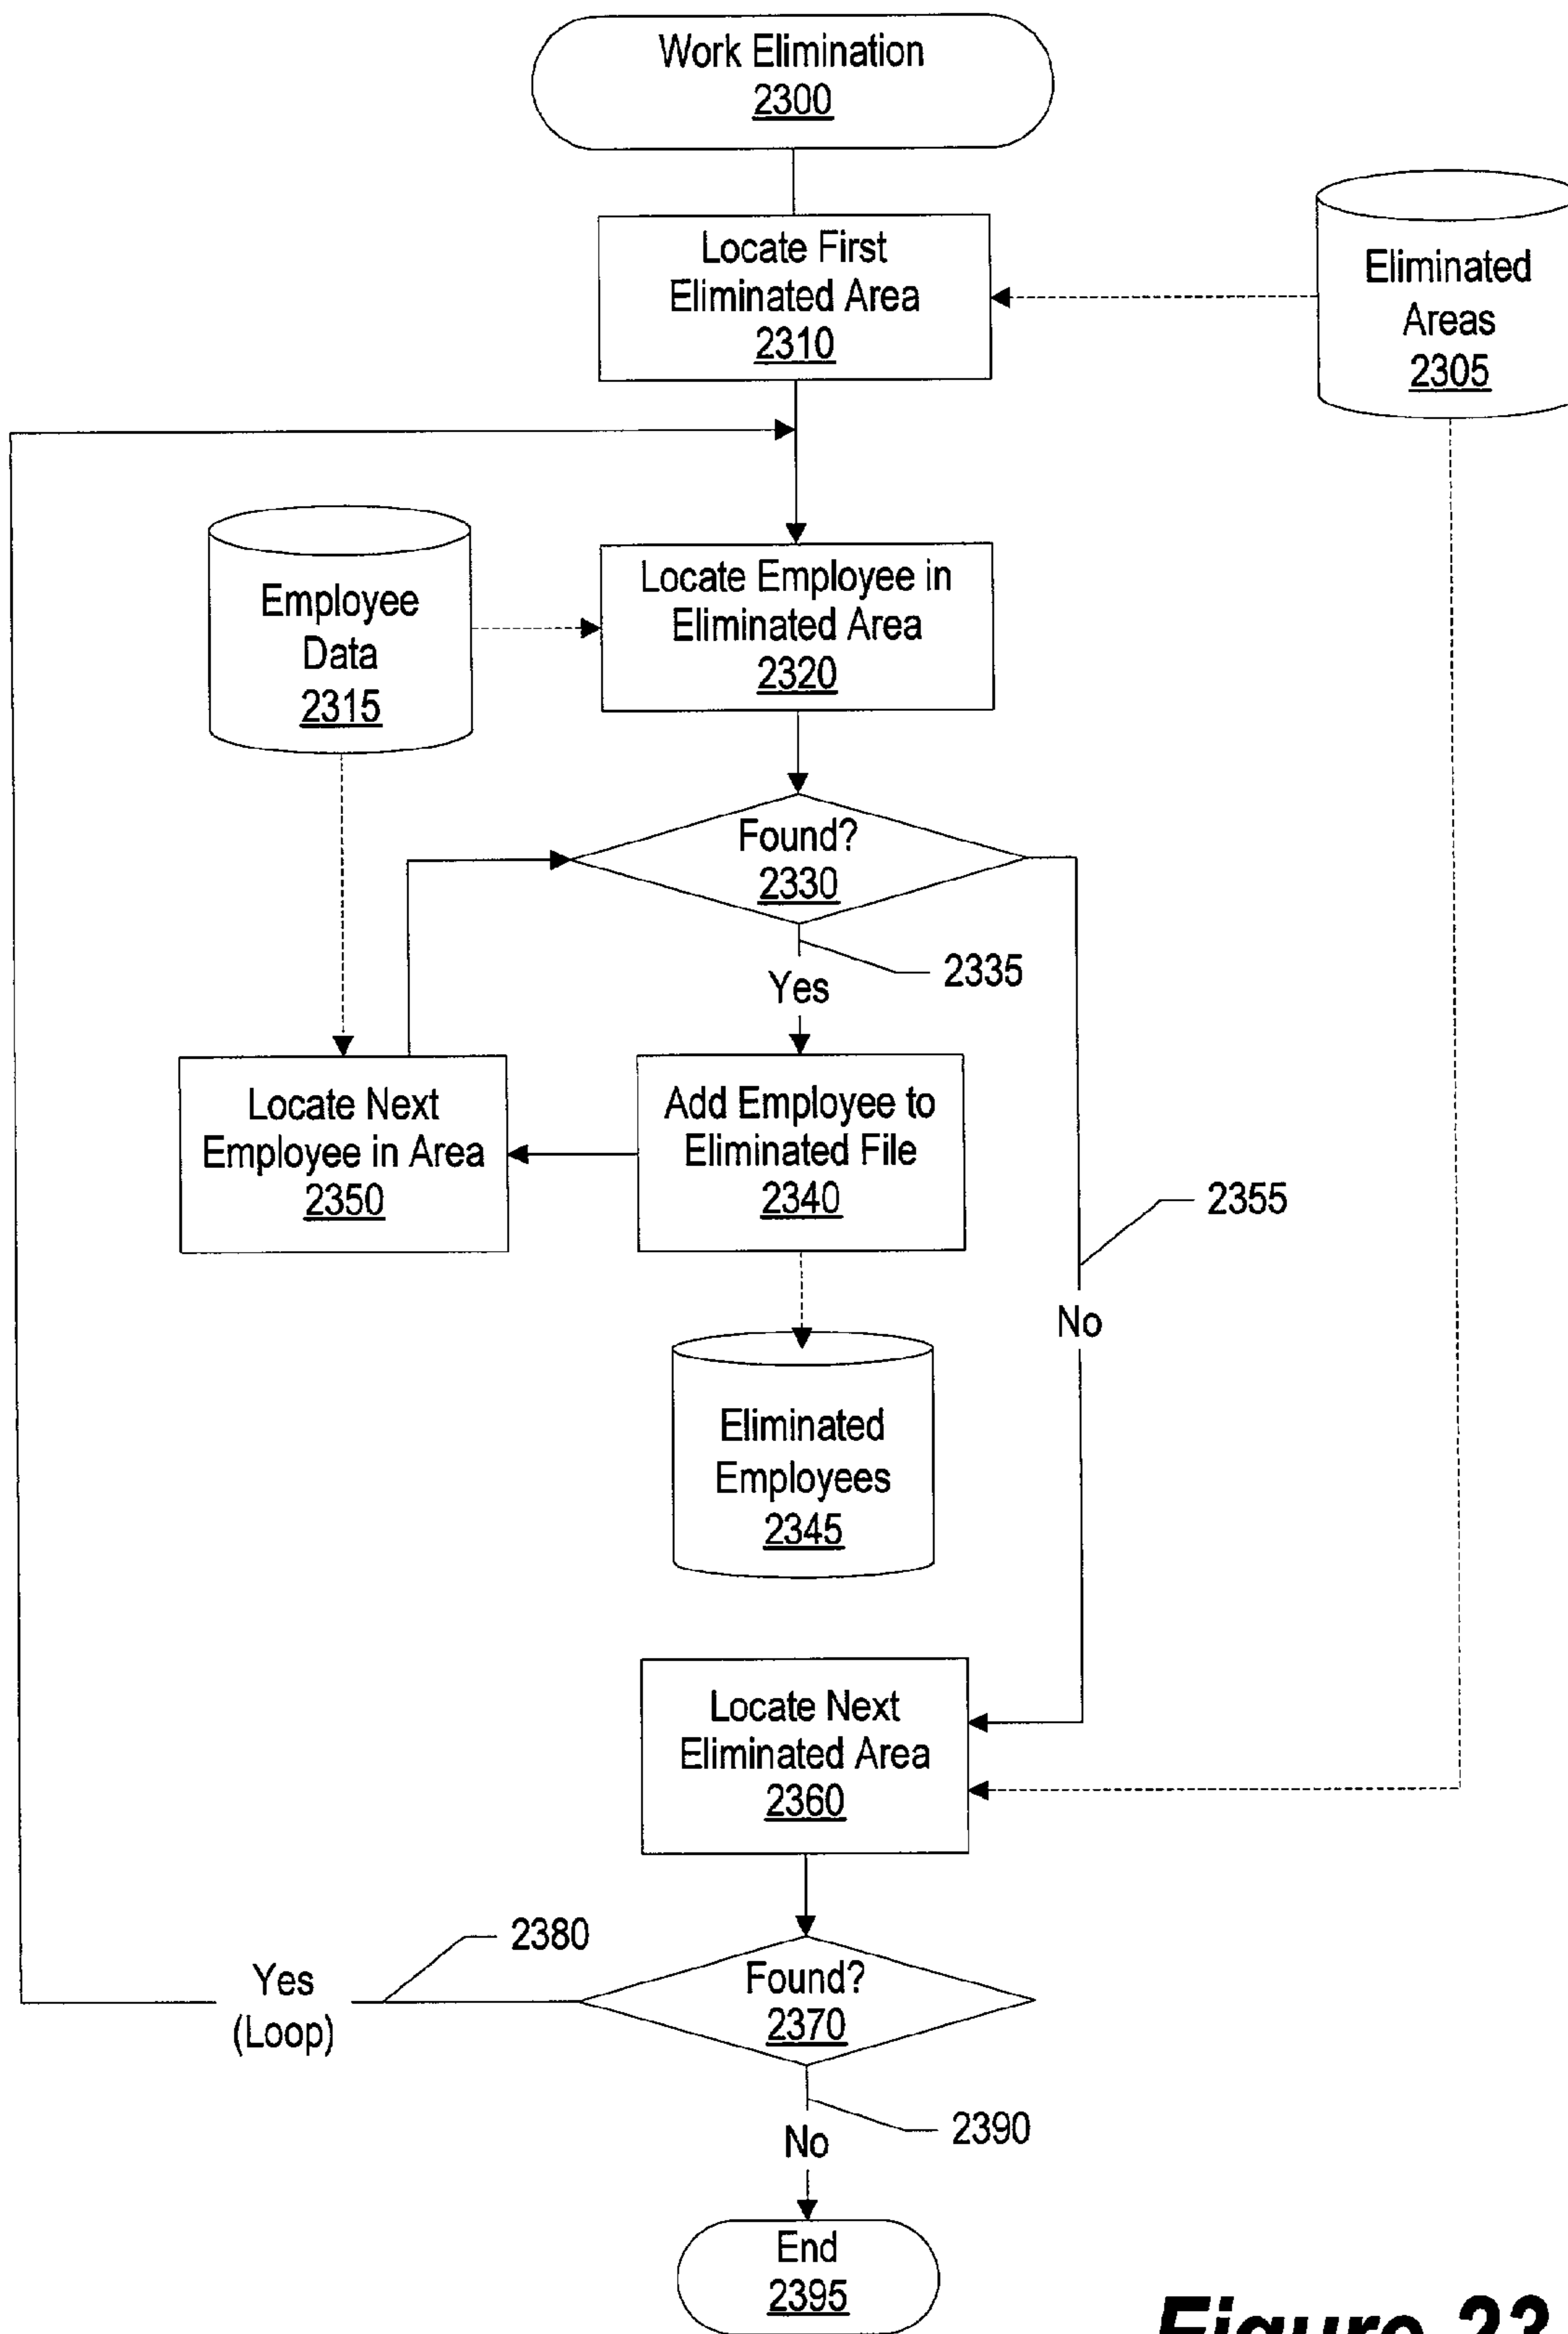 Work Elimination
2300
Locate First
Eliminated Area
2310
Eliminated
Areas
2305
Employee
Data
2315
Locate Employee in
Eliminated Area
2320
Found?
2330
2335
Yes
Locate Next
Employee in Area
2350
Add Employee to
Eliminated File
2340
2355
No
Eliminated
Employees
2345
Locate Next
Eliminated Area
2360
2380
Yes
(Loop)
Found?
2370
2390
No
End
2395
Figure 23